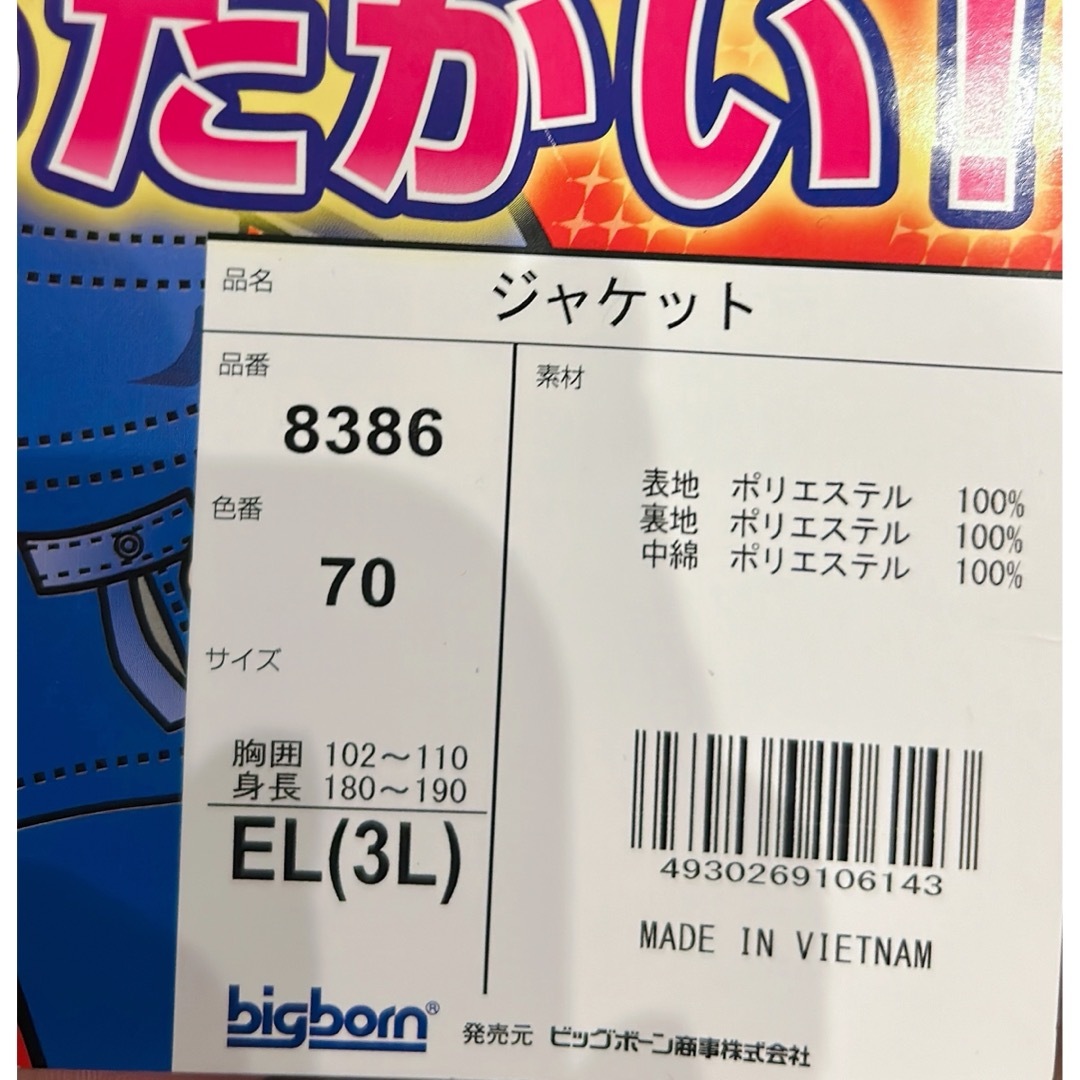 たかい!
品名
ジャケット
品番
8386
色番
70
サイズ
胸囲 102～110
身長 180～190
EL(3L)
素材
表地 ポリエステル 100%
裏地 ポリエステル 100%
中綿 ポリエステル 100%
4930269106143
MADE IN VIETNAM
bigborn®
発売元 ビッグボーン商事株式会社